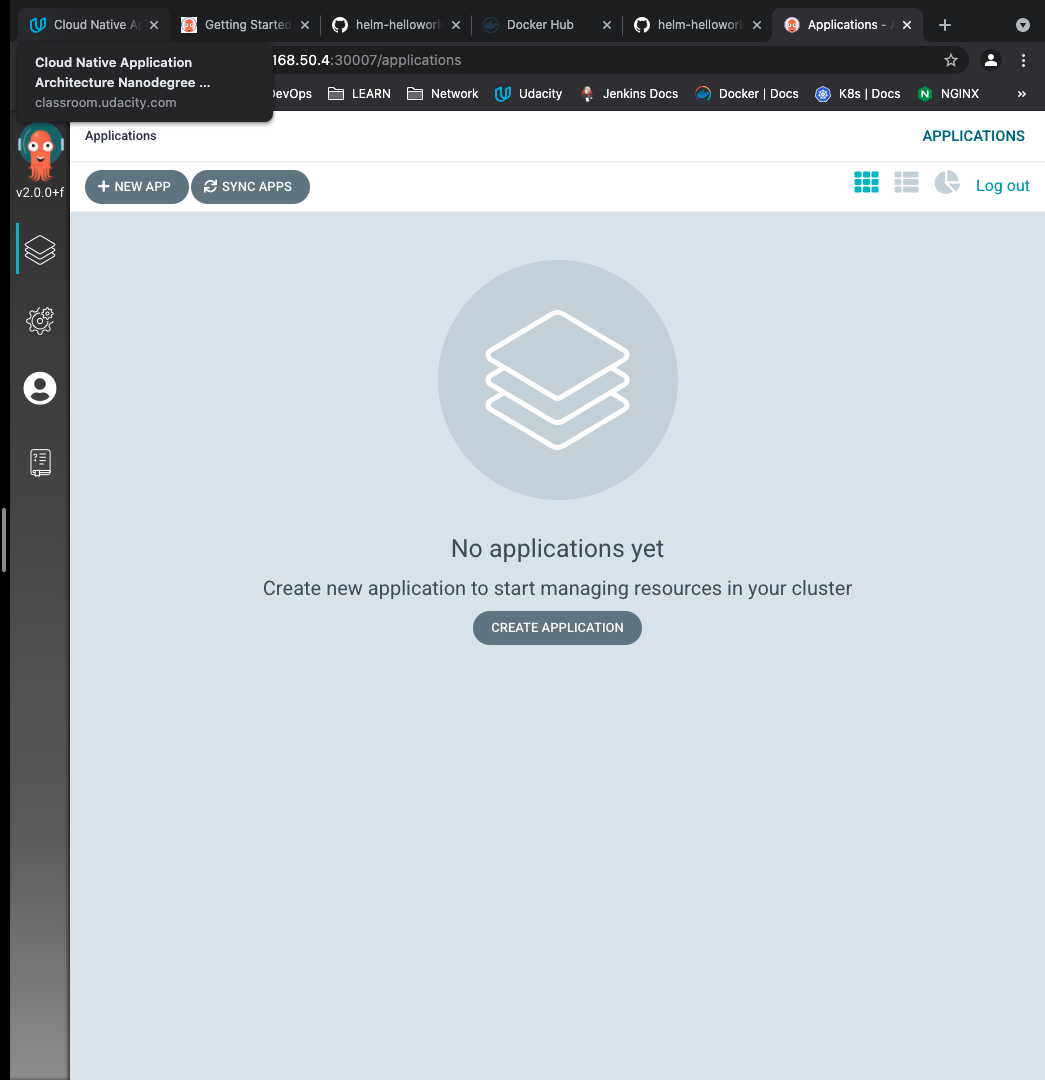 Cloud Native A
Getting Started
helm-hellowor
Docker Hub
helm-hellowor
Applications -
Cloud Native Application
Architecture Nanodegree ...
classroom.udacity.com
168.50.4:30007/applications
DevOps
LEARN
Network
Udacity
Jenkins Docs
Docker | Docs
K8s | Docs
NGINX
»
v2.0.0+f
Applications
APPLICATIONS
NEW APP
SYNC APPS
Log out
No applications yet
Create new application to start managing resources in your cluster
CREATE APPLICATION